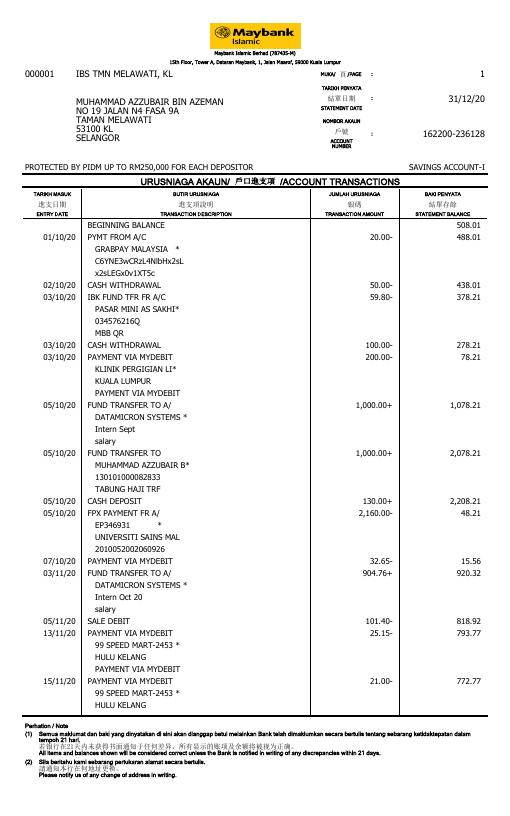 Maybank
Islamic
Maybank Islamic Berhad (787435-M)
15th Floor, Tower A, Dataran Maybank, 1, Jalan Maarof, 59000 Kuala Lumpur
000001 IBS TMN MELAWATI, KL MUKA/ 頁 /PAGE : 1
TARIKH PENYATA
結單日期 : 31/12/20
STATEMENT DATE
MUHAMMAD AZZUBAIR BIN AZEMAN
NO 19 JALAN N4 FASA 9A
TAMAN MELAWATI
53100 KL
SELANGOR
NOMBOR AKAUN
戶號 : 162200-236128
ACCOUNT
NUMBER
PROTECTED BY PIDM UP TO RM250,000 FOR EACH DEPOSITOR SAVINGS ACCOUNT-I
URUSNIAGA AKAUN/ 戶口進支項 /ACCOUNT TRANSACTIONS
TARIKH MASUK BUTIR URUSNIAGA JUMLAH URUSNIAGA BAKI PENYATA
進支日期 進支項說明 銀碼 結單存餘
ENTRY DATE TRANSACTION DESCRIPTION TRANSACTION AMOUNT STATEMENT BALANCE
BEGINNING BALANCE 508.01
01/10/20 PYMT FROM A/C 20.00- 488.01
GRABPAY MALAYSIA *
C6YNE3wCRzL4NlbHx2sL
x2sLEGx0v1XT5c
02/10/20 CASH WITHDRAWAL 50.00- 438.01
03/10/20 IBK FUND TFR FR A/C 59.80- 378.21
PASAR MINI AS SAKHI*
034576216Q
MBB QR
03/10/20 CASH WITHDRAWAL 100.00- 278.21
03/10/20 PAYMENT VIA MYDEBIT 200.00- 78.21
KLINIK PERGIGIAN LI*
KUALA LUMPUR
PAYMENT VIA MYDEBIT
05/10/20 FUND TRANSFER TO A/ 1,000.00+ 1,078.21
DATAMICRON SYSTEMS *
Intern Sept
salary
05/10/20 FUND TRANSFER TO 1,000.00+ 2,078.21
MUHAMMAD AZZUBAIR B*
130101000082833
TABUNG HAJI TRF
05/10/20 CASH DEPOSIT 130.00+ 2,208.21
05/10/20 FPX PAYMENT FR A/ 2,160.00- 48.21
EP346931 *
UNIVERSITI SAINS MAL
2010052002060926
07/10/20 PAYMENT VIA MYDEBIT 32.65- 15.56
03/11/20 FUND TRANSFER TO A/ 904.76+ 920.32
DATAMICRON SYSTEMS *
Intern Oct 20
salary
05/11/20 SALE DEBIT 101.40- 818.92
13/11/20 PAYMENT VIA MYDEBIT 25.15- 793.77
99 SPEED MART-2453 *
HULU KELANG
PAYMENT VIA MYDEBIT
15/11/20 PAYMENT VIA MYDEBIT 21.00- 772.77
99 SPEED MART-2453 *
HULU KELANG
Perhation / Note
(1) Semua maklumat dan baki yang dinyatakan di sini akan dianggap betul melainkan Bank telah dimaklumkan secara bertulis tentang sebarang ketidaktepatan dalam
tempoh 21 hari.
若銀行在21天內未获得书面通知于任何差异，所有显示的账项及余额将被视为正确。
All items and balances shown will be considered correct unless the Bank is notified in writing of any discrepancies within 21 days.
(2) Sila beritahu kami sebarang pertukaran alamat secara bertulis.
請通知本行在何地址更換。
Please notify us of any change of address in writing.